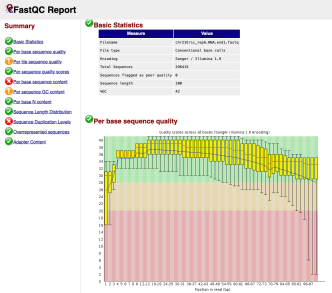 FastQC Report
Summary
Basic Statistics
Per base sequence quality
Per tile sequence quality
Per sequence quality scores
Per base sequence content
Per sequence GC content
Per base N content
Sequence Length Distribution
Sequence Duplication Levels
Overrepresented sequences
Adapter Content
Basic Statistics
Measure Value
Filename
File type Conventional base calls
Encoding Sanger / Illumina 1.9
Total Sequences
Sequences flagged as poor quality 0
Sequence length 100
%GC
Per base sequence quality
Quality scores across all bases (Sanger / Illumina 1.9 encoding)
Position in read (bp)